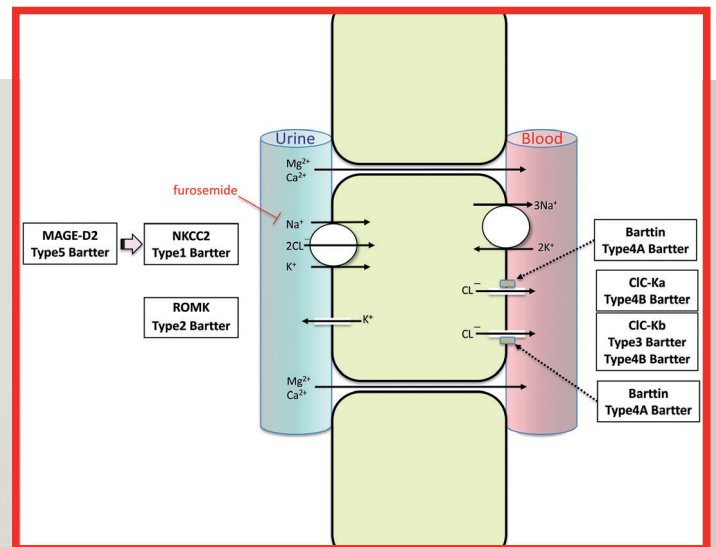 Urine
Blood
Mg²⁺
Ca²⁺
furosemide
Na⁺
2CL⁻
K⁺
K⁺
Mg²⁺
Ca²⁺
3Na⁺
2K⁺
CL⁻
CL⁻
MAGE-D2
Type5 Bartter
NKCC2
Type1 Bartter
ROMK
Type2 Bartter
Barttin
Type4A Bartter
ClC-Ka
Type4B Bartter
ClC-Kb
Type3 Bartter
Type4B Bartter
Barttin
Type4A Bartter